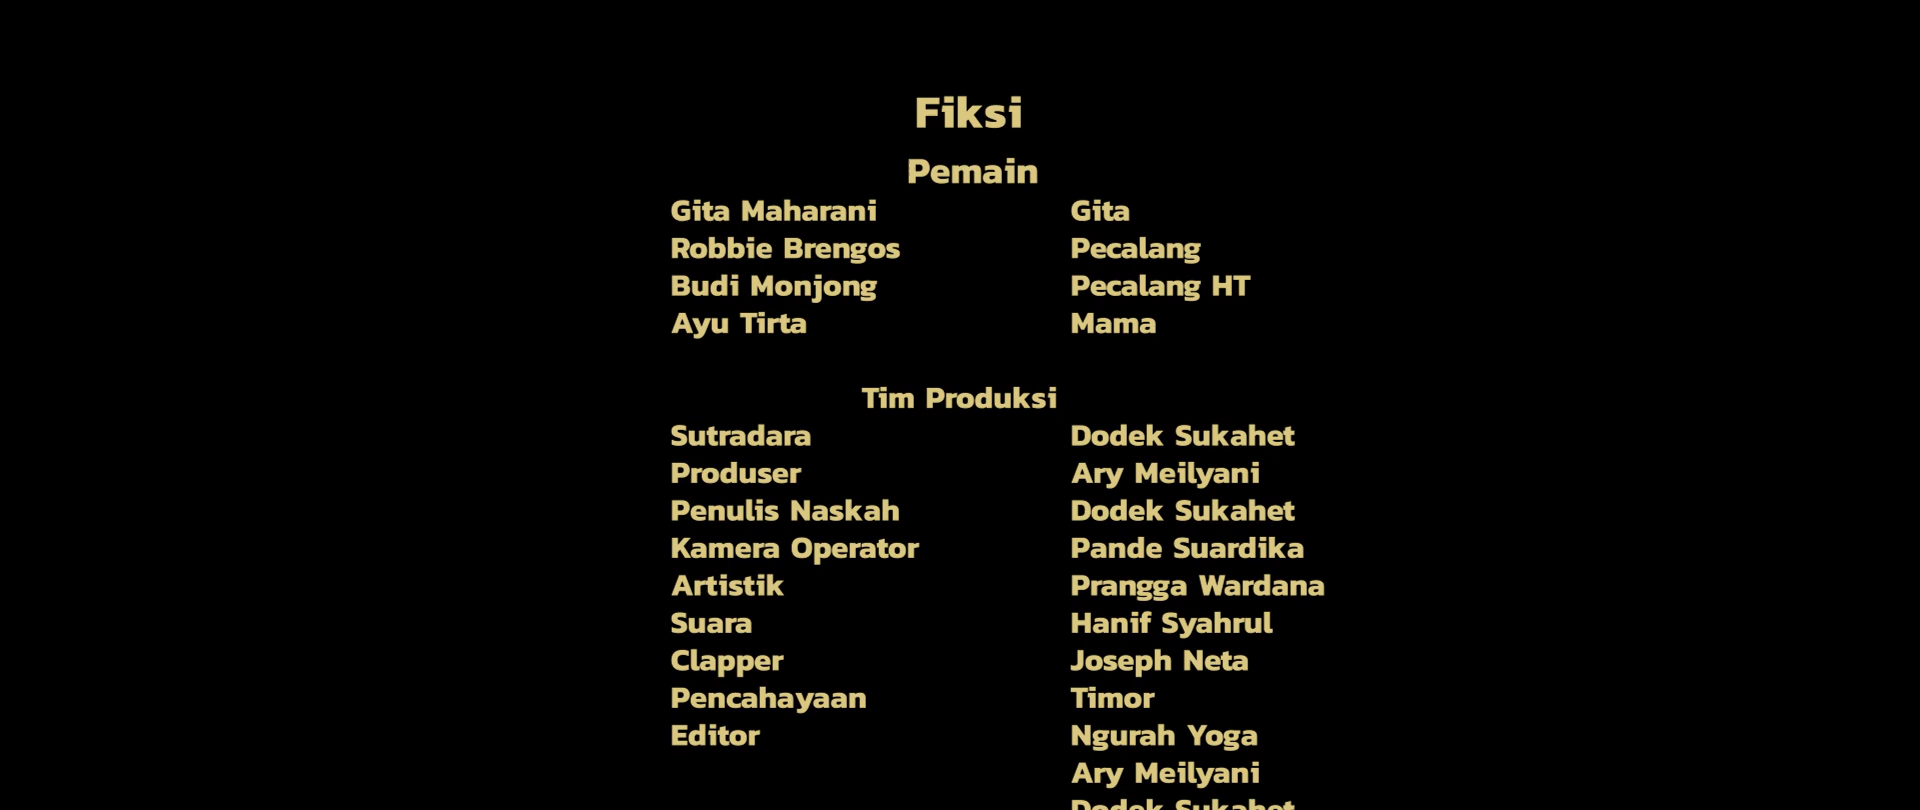 Fiksi
Pemain
Gita Maharani Gita
Robbie Brengos Pecalang
Budi Monjong Pecalang HT
Ayu Tirta Mama
Tim Produksi
Sutradara Dodek Sukahet
Produser Ary Meilyani
Penulis Naskah Dodek Sukahet
Kamera Operator Pande Suardika
Artistik Prangga Wardana
Suara Hanif Syahrul
Clapper Joseph Neta
Pencahayaan Timor
Editor Ngurah Yoga
Ary Meilyani
Dodek Sukahet